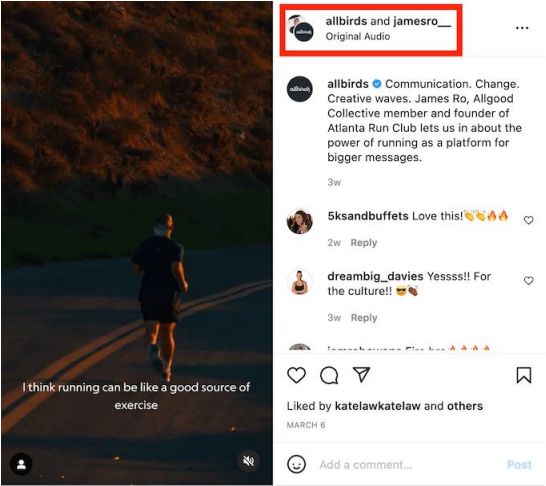 I think running can be like a good source of
exercise
allbirds and jamesro__
Original Audio
...
allbirds
allbirds Communication. Change.
Creative waves. James Ro, Allgood
Collective member and founder of
Atlanta Run Club lets us in about the
power of running as a platform for
bigger messages.
3w
5ksandbuffets Love this!👏👏🔥🔥
2w Reply
dreambig_davies Yessss!! For
the culture!! 😎👏🏾
3w Reply
Liked by katelawkatelaw and others
MARCH 6
Add a comment...
Post